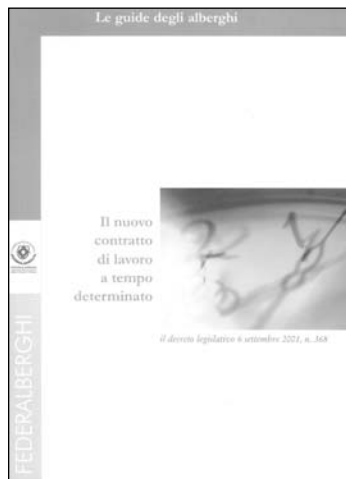 Le guide degli alberghi
Il nuovo
contratto
di lavoro
a tempo
determinato
il decreto legislativo 6 settembre 2001, n. 368
FEDERALBERGHI